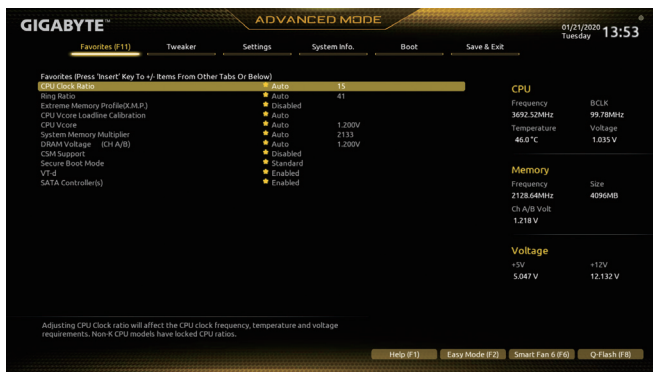 GIGABYTE™
ADVANCED MODE
01/21/2020 Tuesday 13:53
Favorites (F11) Tweaker Settings System Info. Boot Save & Exit
Favorites (Press 'Insert' Key To +/- Items From Other Tabs Or Below)
CPU Clock Ratio Auto 15
Ring Ratio Auto 41
Extreme Memory Profile(X.M.P.) Disabled
CPU Vcore Loadline Calibration Auto
CPU Vcore Auto 1.200V
System Memory Multiplier Auto 2133
DRAM Voltage (CH A/B) Auto 1.200V
CSM Support Disabled
Secure Boot Mode Standard
VT-d Enabled
SATA Controller(s) Enabled
CPU
Frequency BCLK
3692.52MHz 99.78MHz
Temperature Voltage
46.0 °C 1.035 V
Memory
Frequency Size
2128.64MHz 4096MB
Ch A/B Volt
1.218 V
Voltage
+5V +12V
5.047 V 12.132 V
Adjusting CPU Clock ratio will affect the CPU clock frequency, temperature and voltage
requirements. Non-K CPU models have locked CPU ratios.
Help (F1) Easy Mode (F2) Smart Fan 6 (F6) Q-Flash (F8)